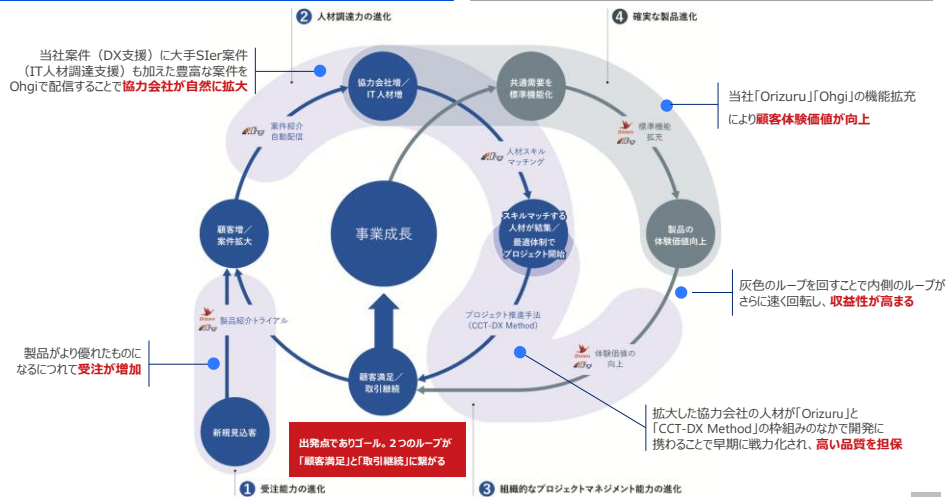 2 人材調達力の進化
4 確実な製品進化
当社案件（DX支援）に大手SIer案件
（IT人材調達支援）も加えた豊富な案件を
Ohgiで配信することで協力会社が自然に拡大
協力会社増／
IT人材増
共通需要を
標準機能化
当社「Orizuru」「Ohgi」の機能拡充
により顧客体験価値が向上
Ohgi
案件紹介
自動配信
Orizuru
Ohgi
標準機能
拡充
Ohgi
人材スキル
マッチング
顧客増／
案件拡大
事業成長
スキルマッチする
人材が結集／
最適体制で
プロジェクト開始
製品の
体験価値向上
灰色のループを回すことで内側のループが
さらに速く回転し、収益性が高まる
Orizuru
Ohgi
製品紹介トライアル
プロジェクト推進手法
（CCT-DX Method）
製品がより優れたものに
なるにつれて受注が増加
Orizuru
Ohgi
体験価値の
向上
顧客満足／
取引継続
新規見込客
出発点でありゴール。２つのループが
「顧客満足」と「取引継続」に繋がる
拡大した協力会社の人材が「Orizuru」と
「CCT-DX Method」の枠組みのなかで開発に
携わることで早期に戦力化され、高い品質を担保
1 受注能力の進化
3 組織的なプロジェクトマネジメント能力の進化